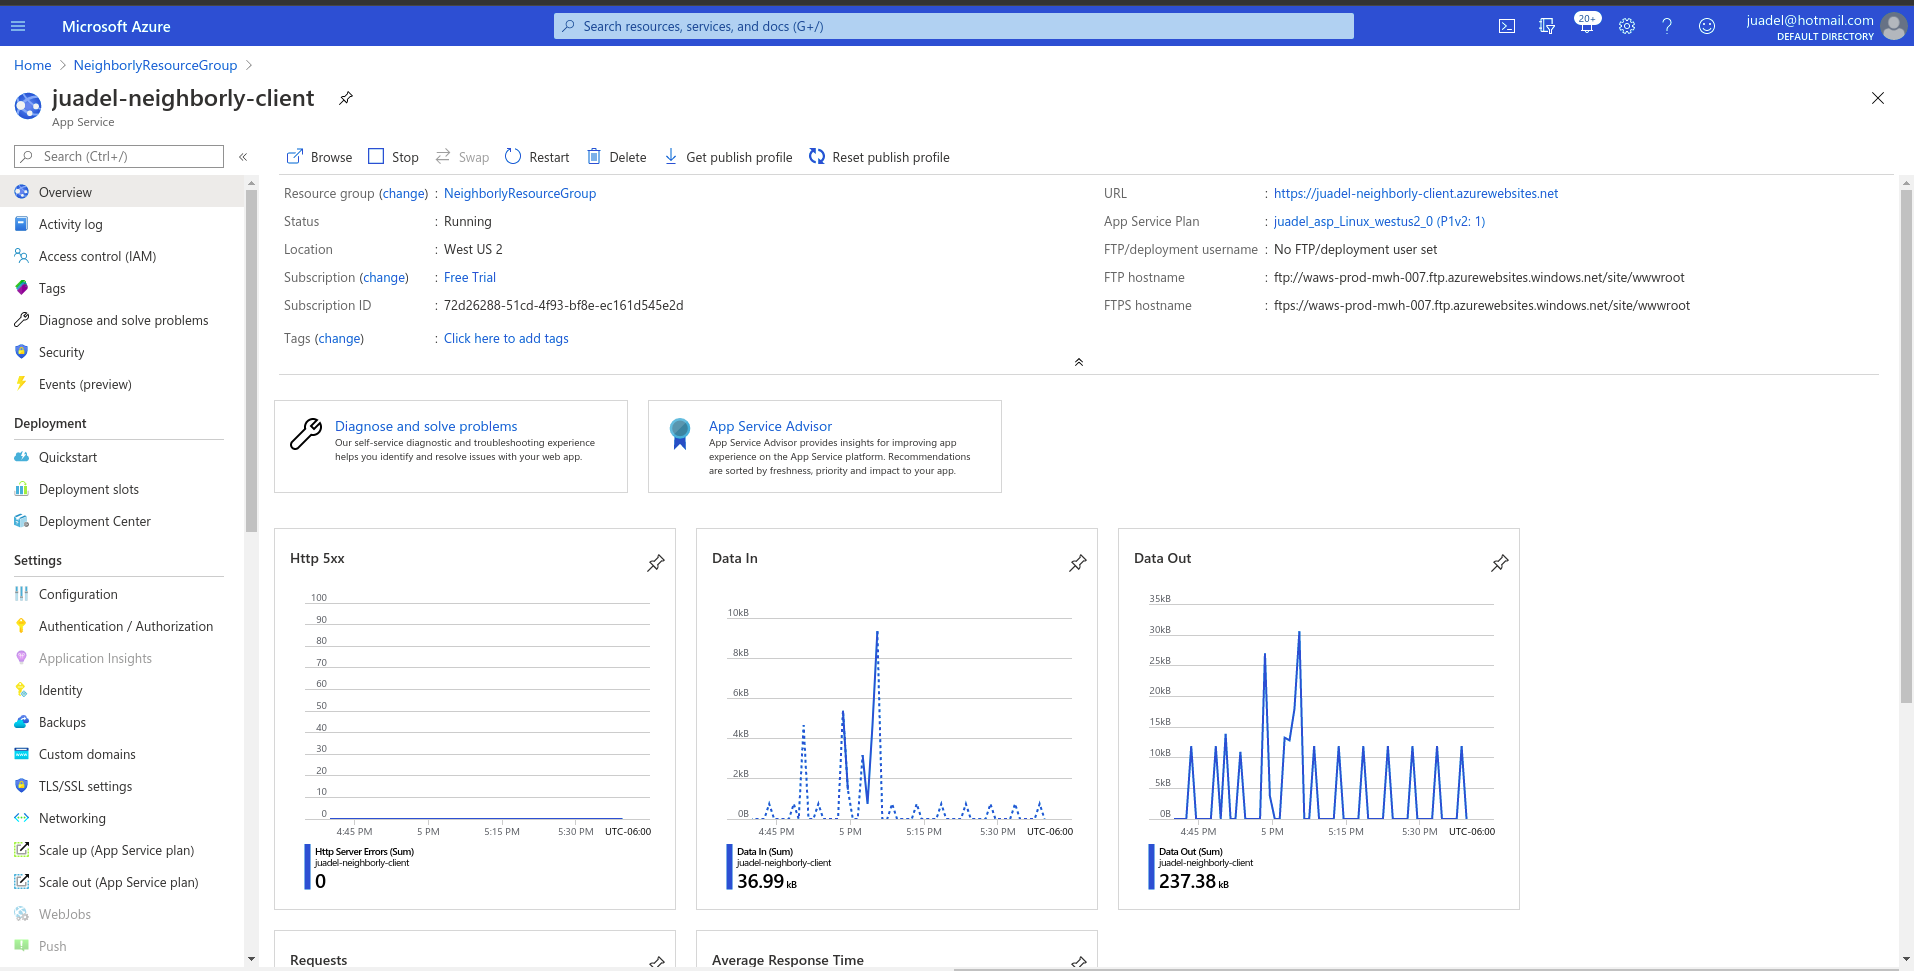 Microsoft Azure
Search resources, services, and docs (G+/)
20+
juadel@hotmail.com
DEFAULT DIRECTORY
Home > NeighborlyResourceGroup >
juadel-neighborly-client
App Service
Search (Ctrl+/)
«
Overview
Activity log
Access control (IAM)
Tags
Diagnose and solve problems
Security
Events (preview)
Deployment
Quickstart
Deployment slots
Deployment Center
Settings
Configuration
Authentication / Authorization
Application Insights
Identity
Backups
Custom domains
TLS/SSL settings
Networking
Scale up (App Service plan)
Scale out (App Service plan)
WebJobs
Push
Browse Stop Swap Restart Delete Get publish profile Reset publish profile
Resource group (change) : NeighborlyResourceGroup
Status : Running
Location : West US 2
Subscription (change) : Free Trial
Subscription ID : 72d26288-51cd-4f93-bf8e-ec161d545e2d
Tags (change) : Click here to add tags
URL : https://juadel-neighborly-client.azurewebsites.net
App Service Plan : juadel_asp_Linux_westus2_0 (P1v2: 1)
FTP/deployment username : No FTP/deployment user set
FTP hostname : ftp://waws-prod-mwh-007.ftp.azurewebsites.windows.net/site/wwwroot
FTPS hostname : ftps://waws-prod-mwh-007.ftp.azurewebsites.windows.net/site/wwwroot
Diagnose and solve problems
Our self-service diagnostic and troubleshooting experience
helps you identify and resolve issues with your web app.
App Service Advisor
App Service Advisor provides insights for improving app
experience on the App Service platform. Recommendations
are sorted by freshness, priority and impact to your app.
Http 5xx
100
90
80
70
60
50
40
30
20
10
0
4:45 PM 5 PM 5:15 PM 5:30 PM UTC-06:00
Http Server Errors (Sum)
juadel-neighborly-client
0
Data In
10kB
8kB
6kB
4kB
2kB
0B
4:45 PM 5 PM 5:15 PM 5:30 PM UTC-06:00
Data In (Sum)
juadel-neighborly-client
36.99 kB
Data Out
35kB
30kB
25kB
20kB
15kB
10kB
5kB
0B
4:45 PM 5 PM 5:15 PM 5:30 PM UTC-06:00
Data Out (Sum)
juadel-neighborly-client
237.38 kB
Requests
Average Response Time